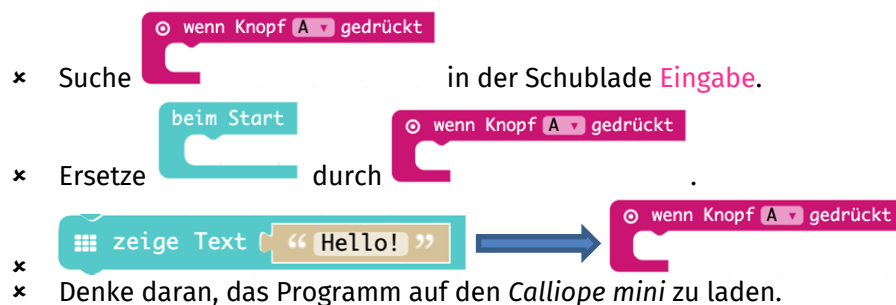 wenn Knopf A gedrückt
× Suche in der Schublade Eingabe.
beim Start
wenn Knopf A gedrückt
× Ersetze durch .
wenn Knopf A gedrückt
× zeige Text “ Hello! ”
× Denke daran, das Programm auf den Calliope mini zu laden.